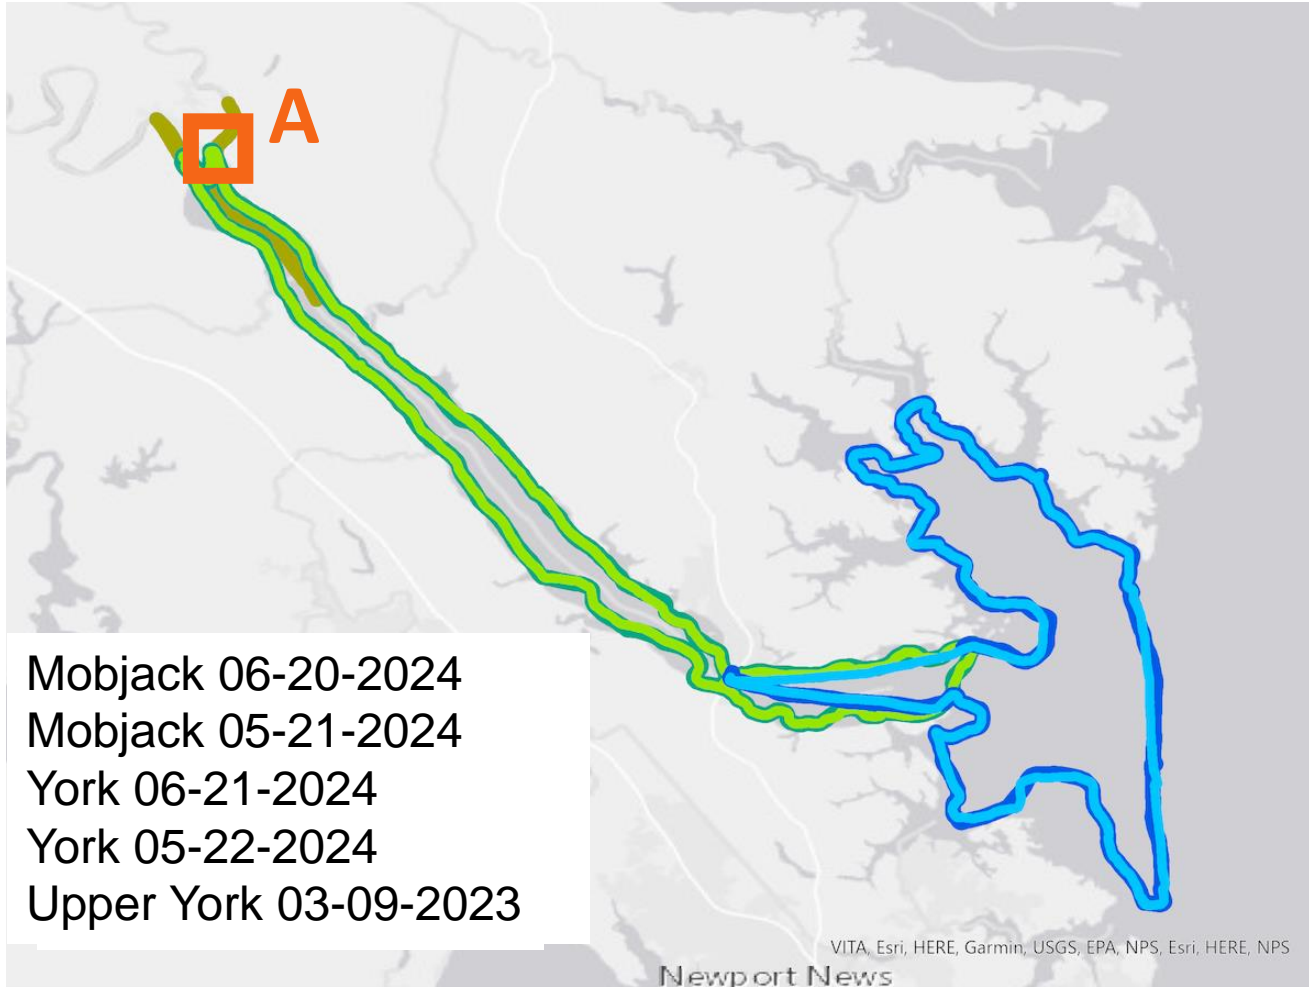 A
Mobjack 06-20-2024
Mobjack 05-21-2024
York 06-21-2024
York 05-22-2024
Upper York 03-09-2023
VITA, Esri, HERE, Garmin, USGS, EPA, NPS, Esri, HERE, NPS
Newport News